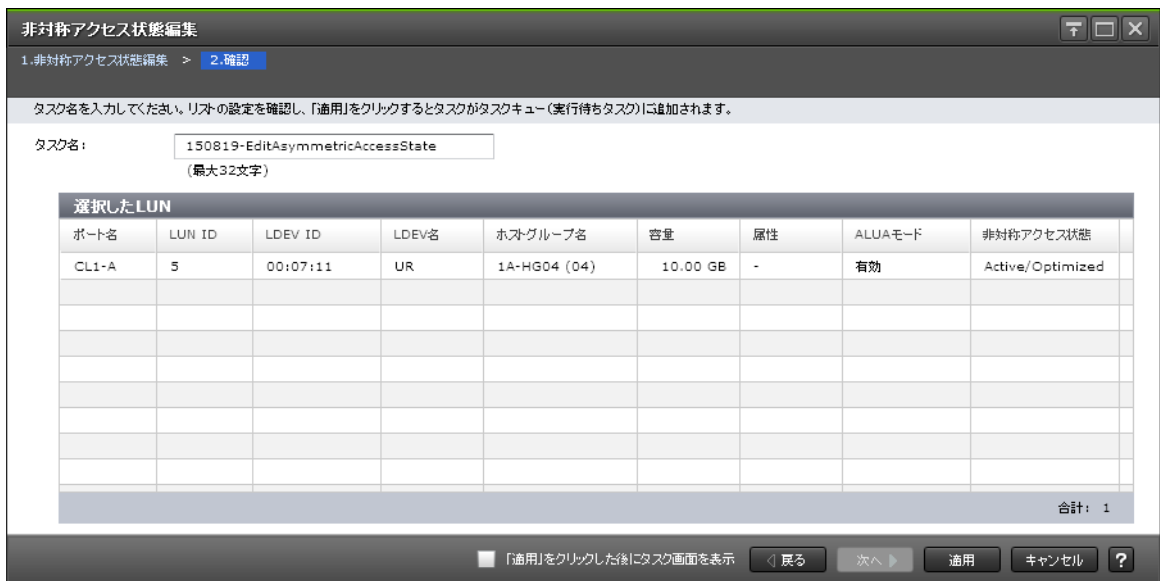 非対称アクセス状態編集
1.非対称アクセス状態編集 > 2.確認
タスク名を入力してください。リストの設定を確認し、「適用」をクリックするとタスクがタスクキュー(実行待ちタスク)に追加されます。
タスク名: 150819-EditAsymmetricAccessState
(最大32文字)
選択したLUN
ポート名 LUN ID LDEV ID LDEV名 ホストグループ名 容量 属性 ALUAモード 非対称アクセス状態
CL1-A 5 00:07:11 UR 1A-HG04 (04) 10.00 GB - 有効 Active/Optimized
合計: 1
「適用」をクリックした後にタスク画面を表示 戻る 次へ 適用 キャンセル ?